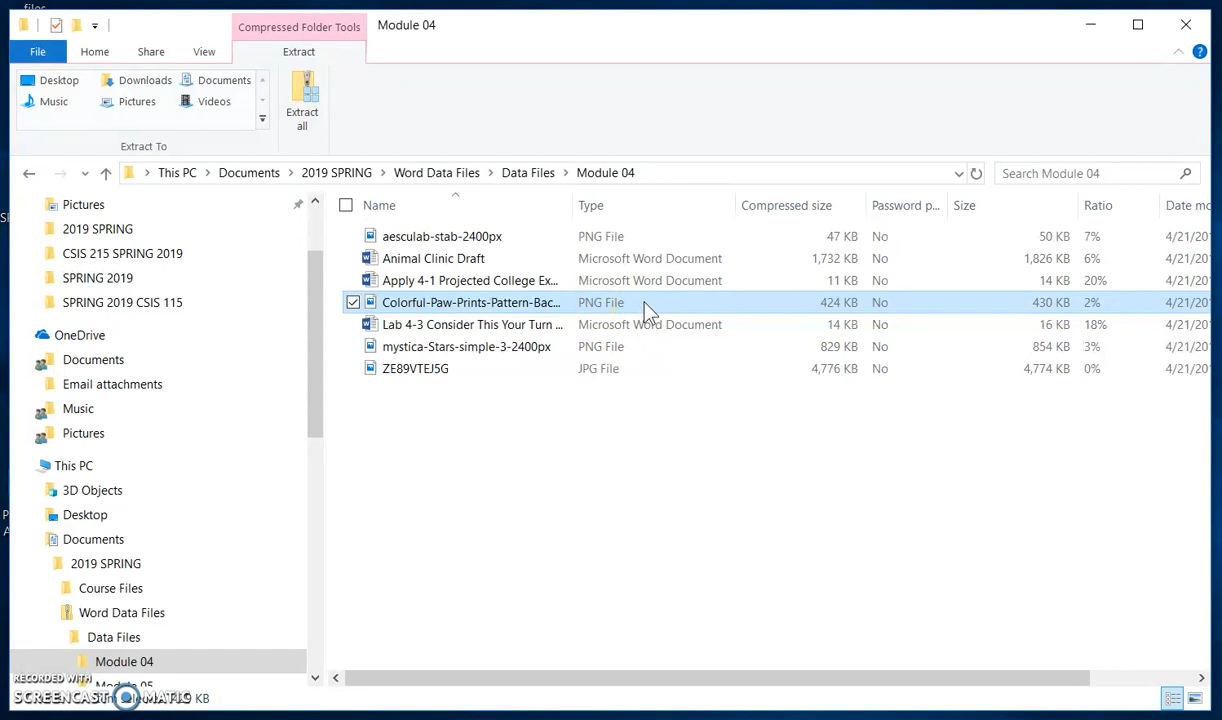 files
Compressed Folder Tools Module 04
File Home Share View Extract
Desktop Downloads Documents
Music Pictures Videos
Extract all
Extract To
This PC Documents 2019 SPRING Word Data Files Data Files Module 04 Search Module 04
Pictures
2019 SPRING
CSIS 215 SPRING 2019
SPRING 2019
SPRING 2019 CSIS 115
OneDrive
Documents
Email attachments
Music
Pictures
This PC
3D Objects
Desktop
Documents
2019 SPRING
Course Files
Word Data Files
Data Files
Module 04
Module 05
Name Type Compressed size Password p... Size Ratio Date mo
aesculab-stab-2400px PNG File 47 KB No 50 KB 7% 4/21/20
Animal Clinic Draft Microsoft Word Document 1,732 KB No 1,826 KB 6% 4/21/20
Apply 4-1 Projected College Ex... Microsoft Word Document 11 KB No 14 KB 20% 4/21/20
Colorful-Paw-Prints-Pattern-Bac... PNG File 424 KB No 430 KB 2% 4/21/20
Lab 4-3 Consider This Your Turn ... Microsoft Word Document 14 KB No 16 KB 18% 4/21/20
mystica-Stars-simple-3-2400px PNG File 829 KB No 854 KB 3% 4/21/20
ZE89VTEJ5G JPG File 4,776 KB No 4,774 KB 0% 4/21/20
RECORDED WITH
SCREENCAST MATIC
KB